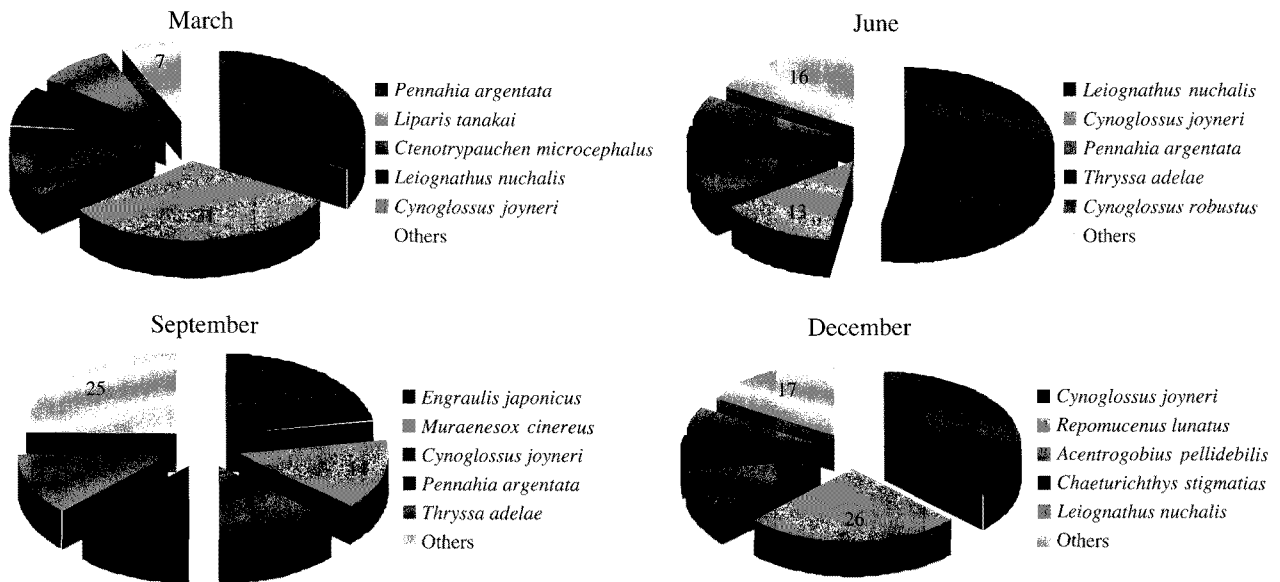 March
7
Pennahia argentata
Liparis tanakai
Ctenotrypauchen microcephalus
Leiognathus nuchalis
Cynoglossus joyneri
Others
June
16
13
Leiognathus nuchalis
Cynoglossus joyneri
Pennahia argentata
Thryssa adelae
Cynoglossus robustus
Others
September
25
Engraulis japonicus
Muraenesox cinereus
Cynoglossus joyneri
Pennahia argentata
Thryssa adelae
Others
December
17
26
Cynoglossus joyneri
Repomucenus lunatus
Acentrogobius pellidebilis
Chaeturichthys stigmatias
Leiognathus nuchalis
Others